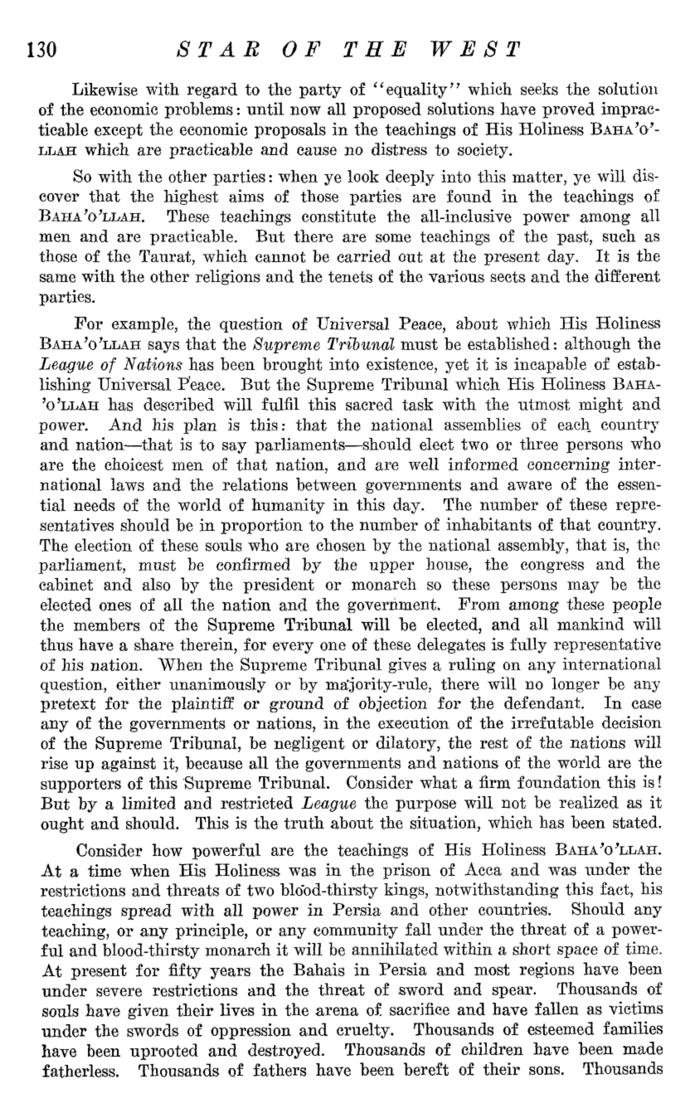 130 STAR OF THE WEST
Likewise with regard to the party of “equality” which seeks the solution
of the economic problems: until now all proposed solutions have proved imprac-
ticable except the economic proposals in the teachings of His Holiness BAHA’O’-
LLAH which are practicable and cause no distress to society.
So with the other parties: when ye look deeply into this matter, ye will dis-
cover that the highest aims of those parties are found in the teachings of
BAHA’O’LLAH. These teachings constitute the all-inclusive power among all
men and are practicable. But there are some teachings of the past, such as
those of the Taurat, which cannot be carried out at the present day. It is the
same with the other religions and the tenets of the various sects and the different
parties.
For example, the question of Universal Peace, about which His Holiness
BAHA’O’LLAH says that the Supreme Tribunal must be established: although the
League of Nations has been brought into existence, yet it is incapable of estab-
lishing Universal Peace. But the Supreme Tribunal which His Holiness BAHA-
’O’LLAH has described will fulfil this sacred task with the utmost might and
power. And his plan is this: that the national assemblies of each country
and nation—that is to say parliaments—should elect two or three persons who
are the choicest men of that nation, and are well informed concerning inter-
national laws and the relations between governments and aware of the essen-
tial needs of the world of humanity in this day. The number of these repre-
sentatives should be in proportion to the number of inhabitants of that country.
The election of these souls who are chosen by the national assembly, that is, the
parliament, must be confirmed by the upper house, the congress and the
cabinet and also by the president or monarch so these persons may be the
elected ones of all the nation and the government. From among these people
the members of the Supreme Tribunal will be elected, and all mankind will
thus have a share therein, for every one of these delegates is fully representative
of his nation. When the Supreme Tribunal gives a ruling on any international
question, either unanimously or by majority-rule, there will no longer be any
pretext for the plaintiff or ground of objection for the defendant. In case
any of the governments or nations, in the execution of the irrefutable decision
of the Supreme Tribunal, be negligent or dilatory, the rest of the nations will
rise up against it, because all the governments and nations of the world are the
supporters of this Supreme Tribunal. Consider what a firm foundation this is!
But by a limited and restricted League the purpose will not be realized as it
ought and should. This is the truth about the situation, which has been stated.
Consider how powerful are the teachings of His Holiness BAHA’O’LLAH.
At a time when His Holiness was in the prison of Acca and was under the
restrictions and threats of two blood-thirsty kings, notwithstanding this fact, his
teachings spread with all power in Persia and other countries. Should any
teaching, or any principle, or any community fall under the threat of a power-
ful and blood-thirsty monarch it will be annihilated within a short space of time.
At present for fifty years the Bahais in Persia and most regions have been
under severe restrictions and the threat of sword and spear. Thousands of
souls have given their lives in the arena of sacrifice and have fallen as victims
under the swords of oppression and cruelty. Thousands of esteemed families
have been uprooted and destroyed. Thousands of children have been made
fatherless. Thousands of fathers have been bereft of their sons. Thousands